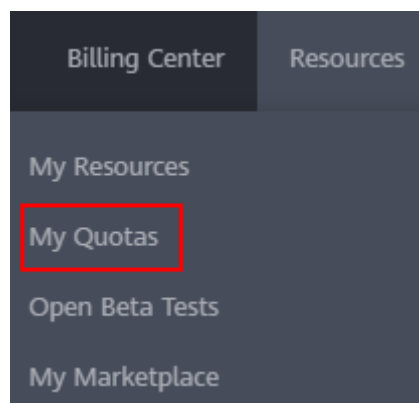 Billing Center Resources
My Resources
My Quotas
Open Beta Tests
My Marketplace